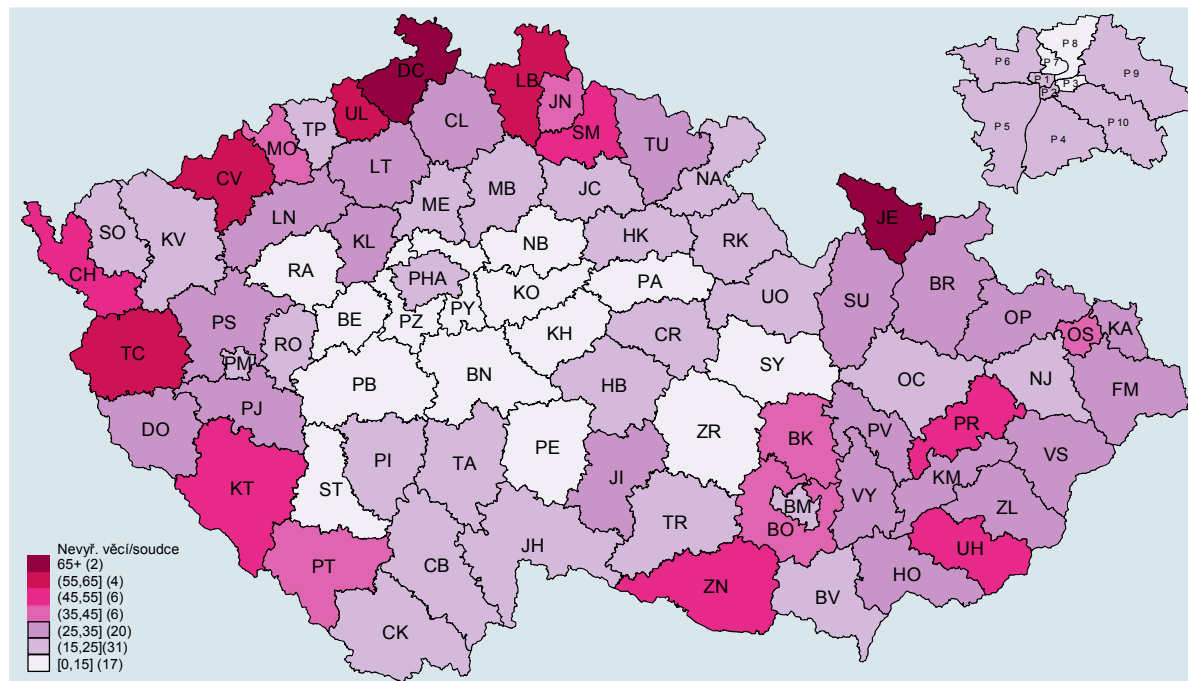 DC
LB
JN
UL
TP
CL
SM
MO
TU
CV
LT
MB
JC
NA
ME
LN
SO
KV
KL
NB
HK
RK
JE
CH
RA
PHA
KO
PA
UO
SU
BR
PS
BE
PZ
PY
KH
CR
OP
OS
KA
TC
RO
PM
PB
BN
HB
SY
OC
NJ
FM
DO
PJ
PE
ZR
BK
PV
PR
VS
KT
ST
PI
TA
JI
BM
VY
KM
TR
BO
ZL
PT
CB
JH
UH
ZN
HO
BV
CK
P 8
P 6
P 7
P 9
P 1
P 3
P 2
P 5
P 10
P 4
Nevyř. věcí/soudce
65+ (2)
(55,65] (4)
(45,55] (6)
(35,45] (6)
(25,35] (20)
(15,25](31)
[0,15] (17)